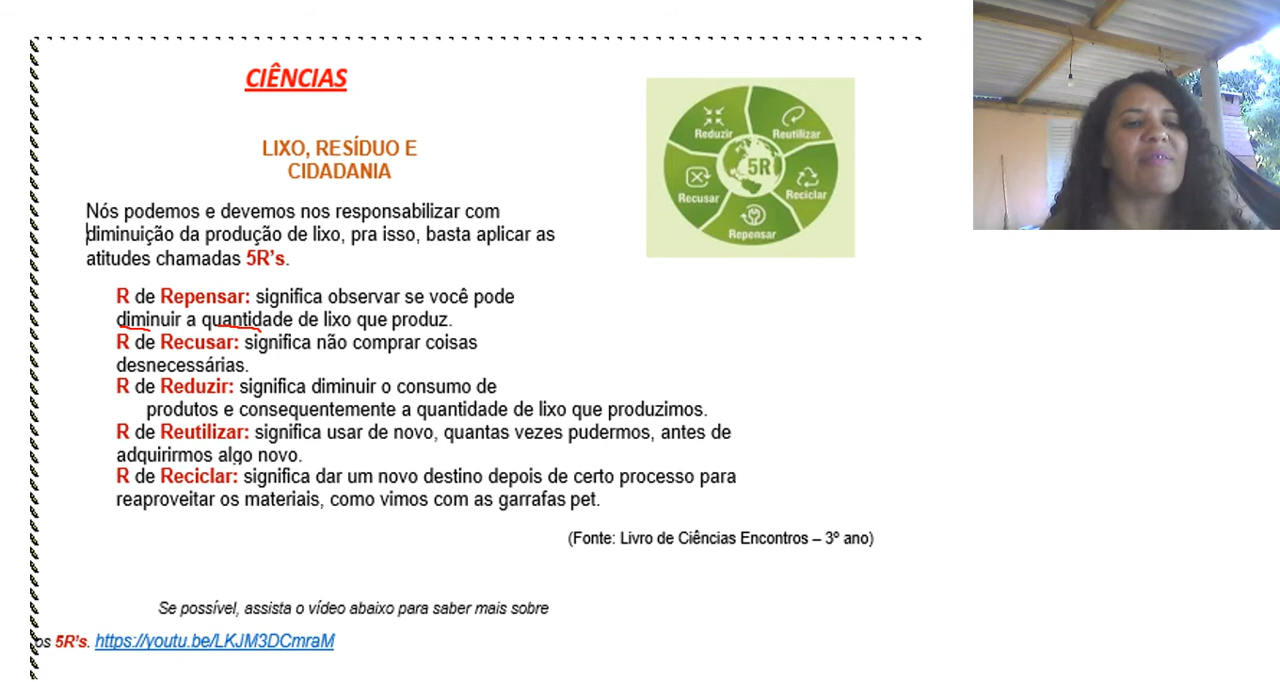 CIÊNCIAS
LIXO, RESÍDUO E
CIDADANIA
Nós podemos e devemos nos responsabilizar com
diminuição da produção de lixo, pra isso, basta aplicar as
atitudes chamadas 5R's.
R de Repensar: significa observar se você pode
diminuir a quantidade de lixo que produz.
R de Recusar: significa não comprar coisas
desnecessárias.
R de Reduzir: significa diminuir o consumo de
produtos e consequentemente a quantidade de lixo que produzimos.
R de Reutilizar: significa usar de novo, quantas vezes pudermos, antes de
adquirirmos algo novo.
R de Reciclar: significa dar um novo destino depois de certo processo para
reaproveitar os materiais, como vimos com as garrafas pet.
(Fonte: Livro de Ciências Encontros – 3º ano)
Se possível, assista o vídeo abaixo para saber mais sobre
os 5R's. https://youtu.be/LKJM3DCmraM
Reduzir
Reutilizar
5R
Recusar
Reciclar
Repensar